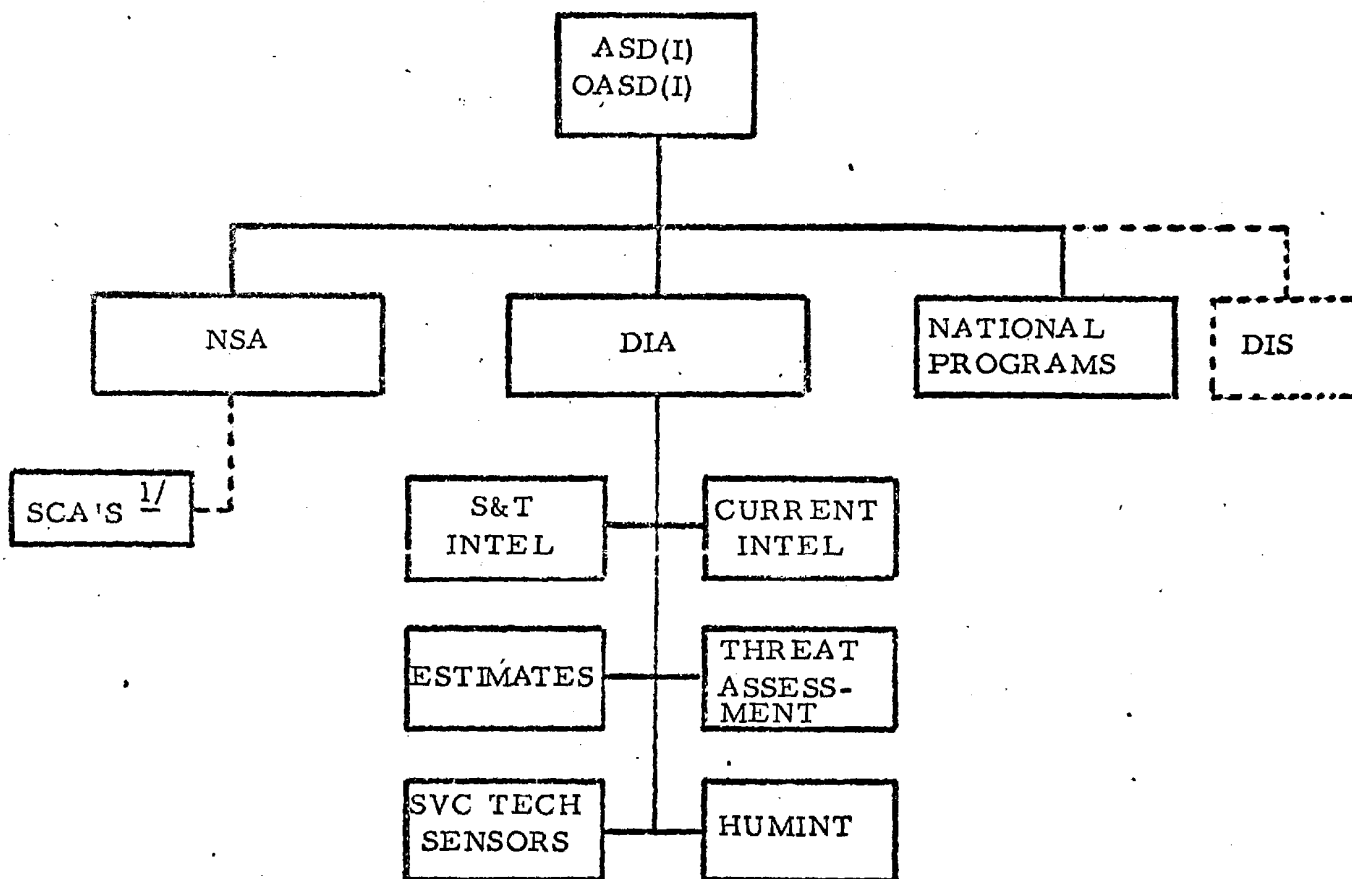 ASD(I)
OASD(I)
NSA
DIA
NATIONAL
PROGRAMS
DIS
SCA'S 1/
S&T
INTEL
CURRENT
INTEL
ESTIMATES
THREAT
ASSESS-
MENT
SVC TECH
SENSORS
HUMINT